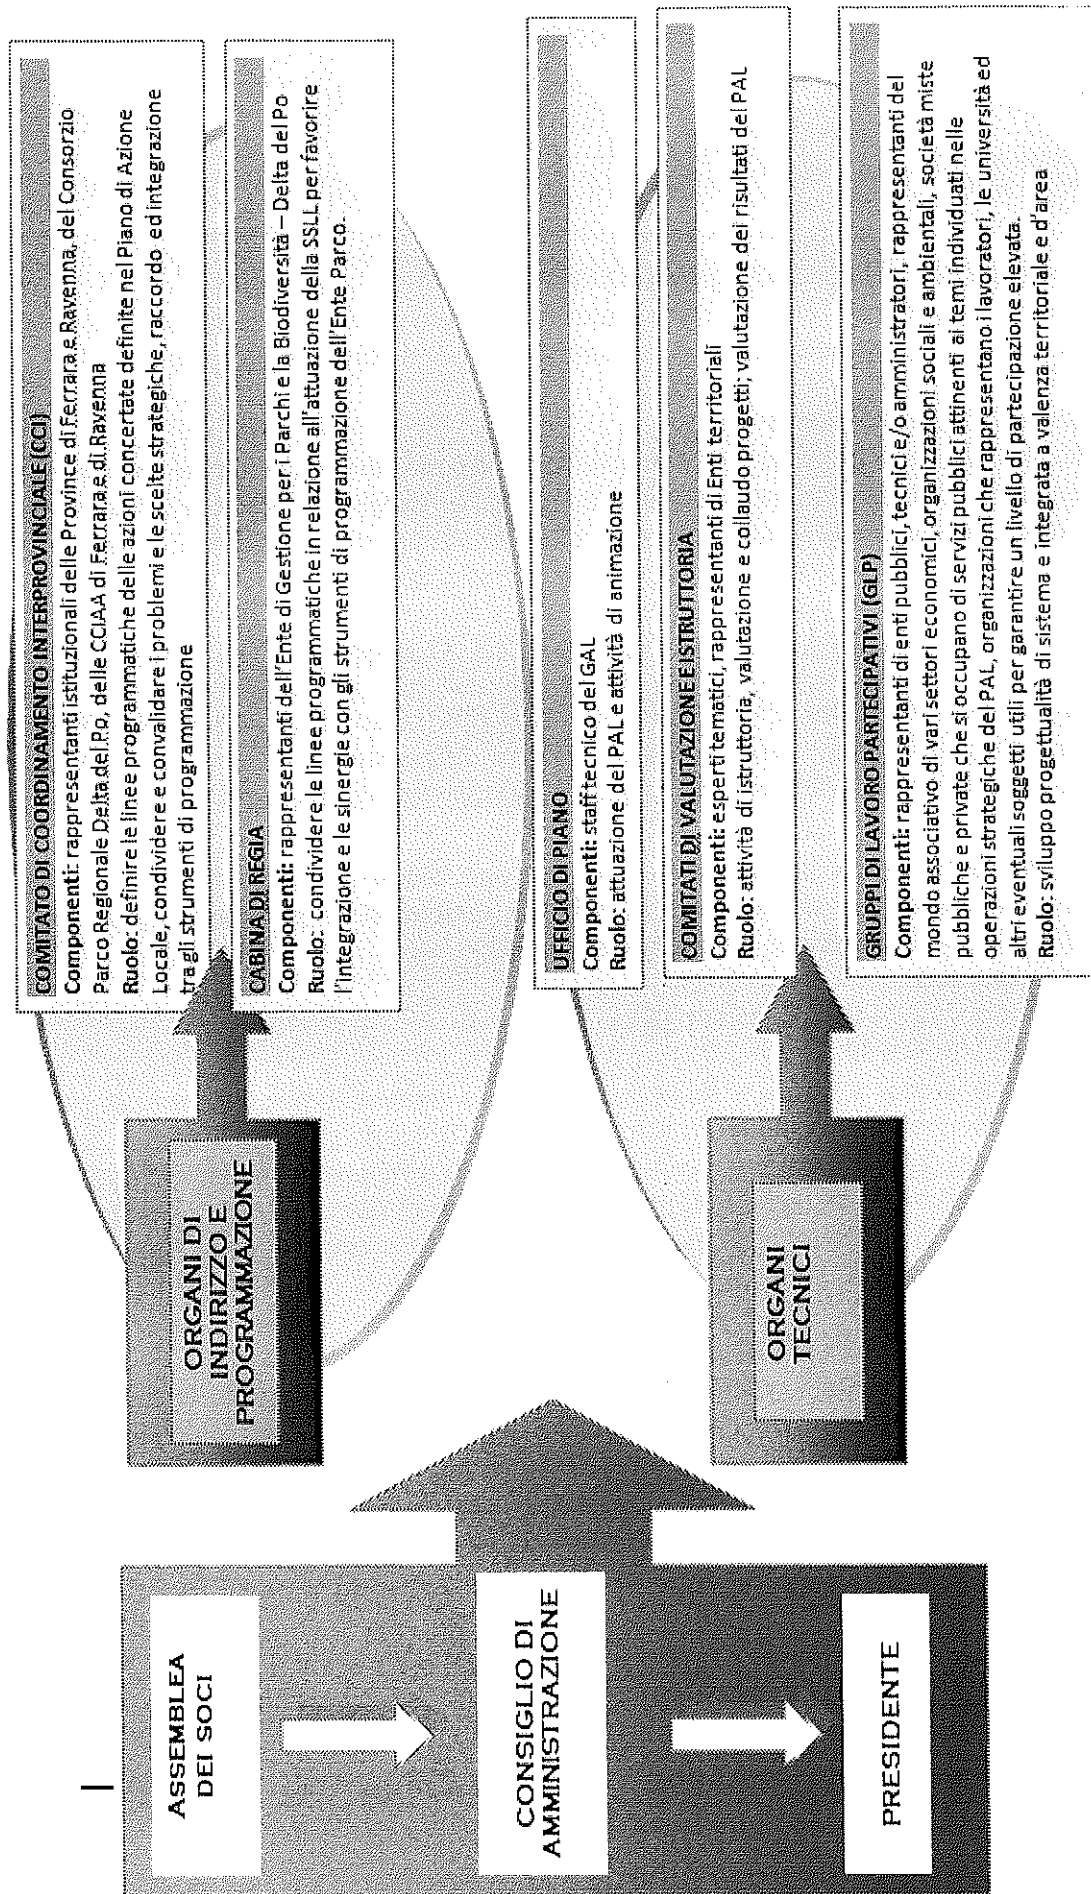 ASSEMBLEA
DEI SOCI
CONSIGLIO DI
AMMINISTRAZIONE
PRESIDENTE
ORGANI DI
INDIRIZZO E
PROGRAMMAZIONE
COMITATO DI COORDINAMENTO INTERPROVINCIALE (CCI)
Componenti: rappresentanti istituzionali delle Province di Ferrara e Ravenna, del Consorzio
Parco Regionale Delta del Po, delle CCIAA di Ferrara e di Ravenna
Ruolo: definire le linee programmatiche delle azioni concertate definite nel Piano di Azione
Locale, condividere e convalidare i problemi e le scelte strategiche, raccordo ed integrazione
tra gli strumenti di programmazione
CABINA DI REGIA
Componenti: rappresentanti dell'Ente di Gestione per i Parchi e la Biodiversità – Delta del Po
Ruolo: condividere le linee programmatiche in relazione all'attuazione della SSLL per favorire
l'integrazione e le sinergie con gli strumenti di programmazione dell'Ente Parco.
ORGANI
TECNICI
UFFICIO DI PIANO
Componenti: staff tecnico del GAL
Ruolo: attuazione del PAL e attività di animazione
COMITATI DI VALUTAZIONE E ISTRUTTORIA
Componenti: esperti tematici, rappresentanti di Enti territoriali
Ruolo: attività di istruttoria, valutazione e collaudo progetti; valutazione dei risultati del PAL
GRUPPI DI LAVORO PARTECIPATIVI (GLP)
Componenti: rappresentanti di enti pubblici, tecnici e/o amministratori, rappresentanti del
mondo associativo di vari settori economici, organizzazioni sociali e ambientali, società miste
pubbliche e private che si occupano di servizi pubblici attinenti ai temi individuati nelle
operazioni strategiche del PAL, organizzazioni che rappresentano i lavoratori, le università ed
altri eventuali soggetti utili per garantire un livello di partecipazione elevata.
Ruolo: sviluppo progettualità di sistema e integrata a valenza territoriale e d'area